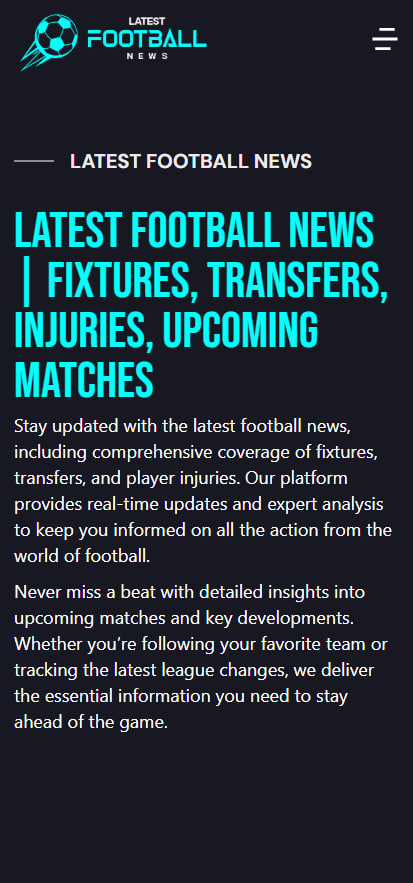 LATEST
FOOTBALL
NEWS
LATEST FOOTBALL NEWS
LATEST FOOTBALL NEWS
| FIXTURES, TRANSFERS,
INJURIES, UPCOMING
MATCHES
Stay updated with the latest football news,
including comprehensive coverage of fixtures,
transfers, and player injuries. Our platform
provides real-time updates and expert analysis
to keep you informed on all the action from the
world of football.
Never miss a beat with detailed insights into
upcoming matches and key developments.
Whether you’re following your favorite team or
tracking the latest league changes, we deliver
the essential information you need to stay
ahead of the game.